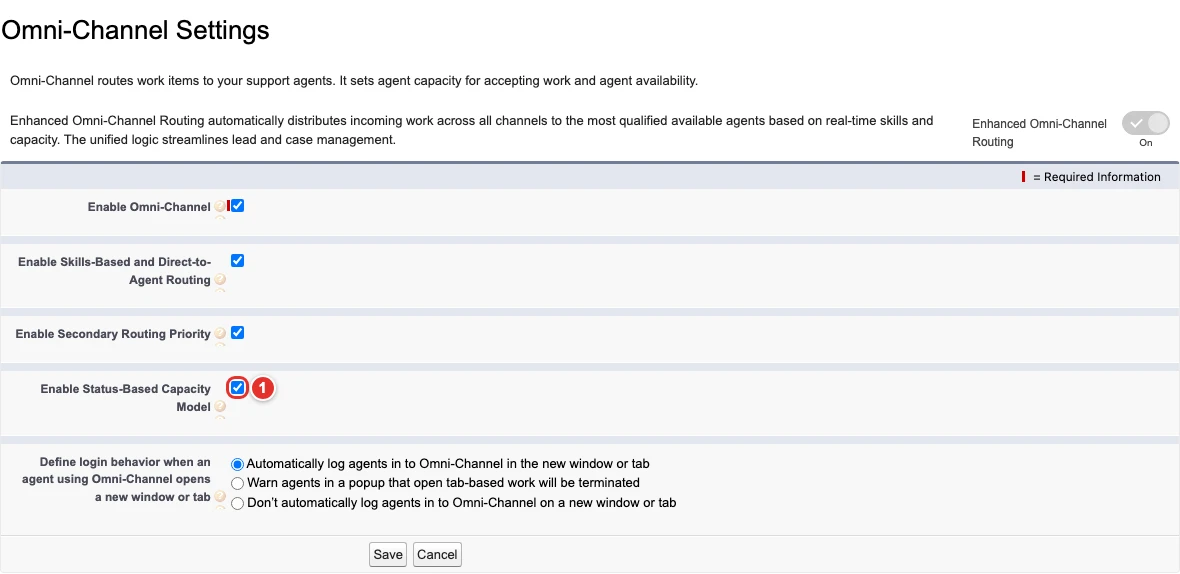 Omni-Channel Settings
Omni-Channel routes work items to your support agents. It sets agent capacity for accepting work and agent availability.
Enhanced Omni-Channel Routing automatically distributes incoming work across all channels to the most qualified available agents based on real-time skills and
capacity. The unified logic streamlines lead and case management.
Enhanced Omni-Channel
Routing
On
= Required Information
Enable Omni-Channel ?
Enable Skills-Based and Direct-to-
Agent Routing ?
Enable Secondary Routing Priority ?
Enable Status-Based Capacity
Model ?
1
Define login behavior when an
agent using Omni-Channel opens
a new window or tab ?
Automatically log agents in to Omni-Channel in the new window or tab
Warn agents in a popup that open tab-based work will be terminated
Don't automatically log agents in to Omni-Channel on a new window or tab
Save Cancel